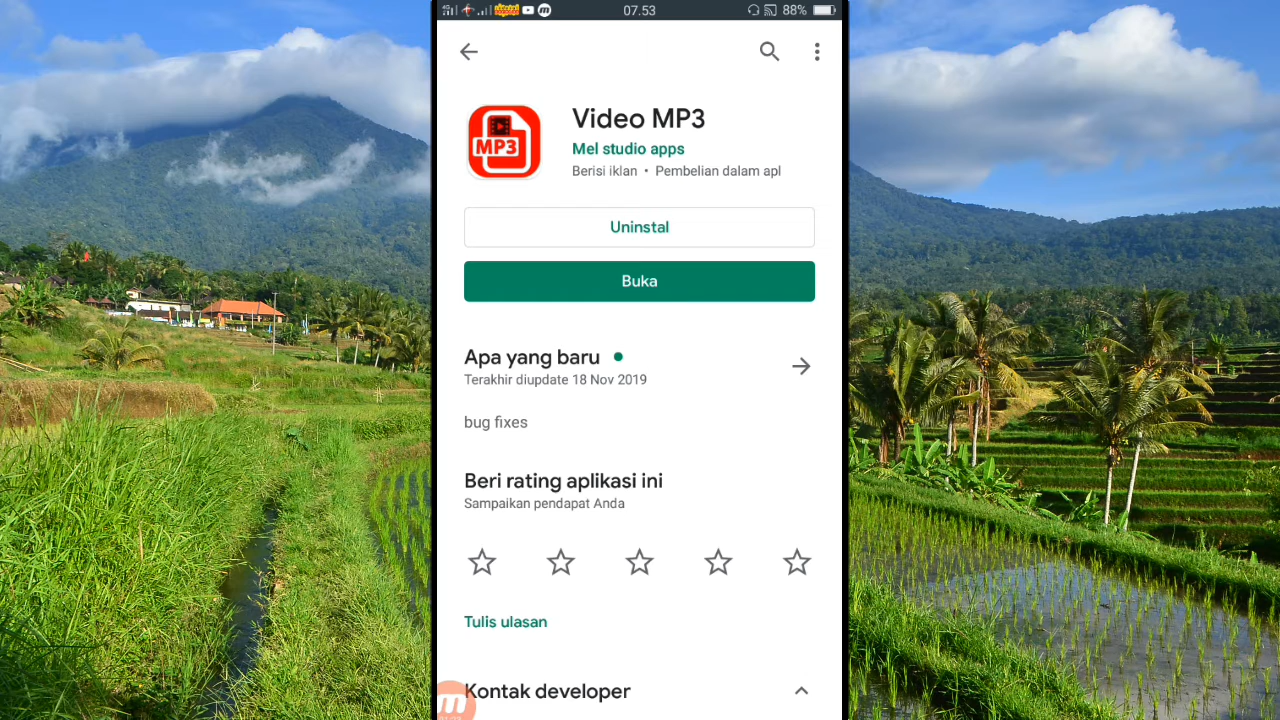 07.53
88%
Video MP3
MP3
Mel studio apps
Berisi iklan • Pembelian dalam apl
Uninstal
Buka
Apa yang baru
Terakhir diupdate 18 Nov 2019
bug fixes
Beri rating aplikasi ini
Sampaikan pendapat Anda
Tulis ulasan
Kontak developer